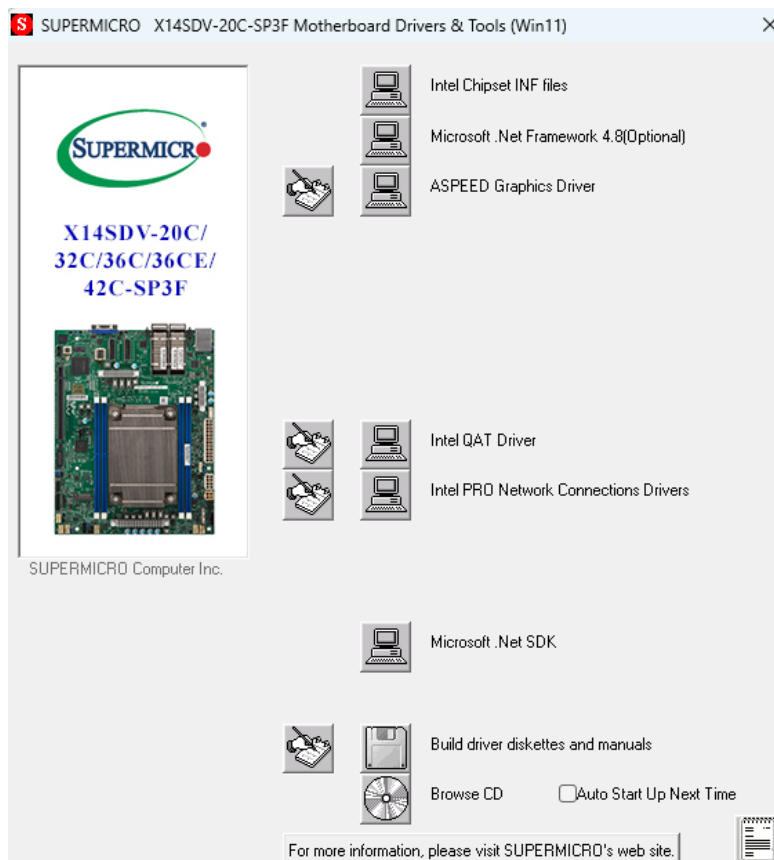 S SUPERMICRO X14SDV-20C-SP3F Motherboard Drivers & Tools (Win11)
SUPERMICR
X14SDV-20C/
32C/36C/36CE/
42C-SP3F
SUPERMICRO Computer Inc.
Intel Chipset INF files
Microsoft .Net Framework 4.8(Optional)
ASPEED Graphics Driver
Intel QAT Driver
Intel PRO Network Connections Drivers
Microsoft .Net SDK
Build driver diskettes and manuals
Browse CD Auto Start Up Next Time
For more information, please visit SUPERMICRO's web site.